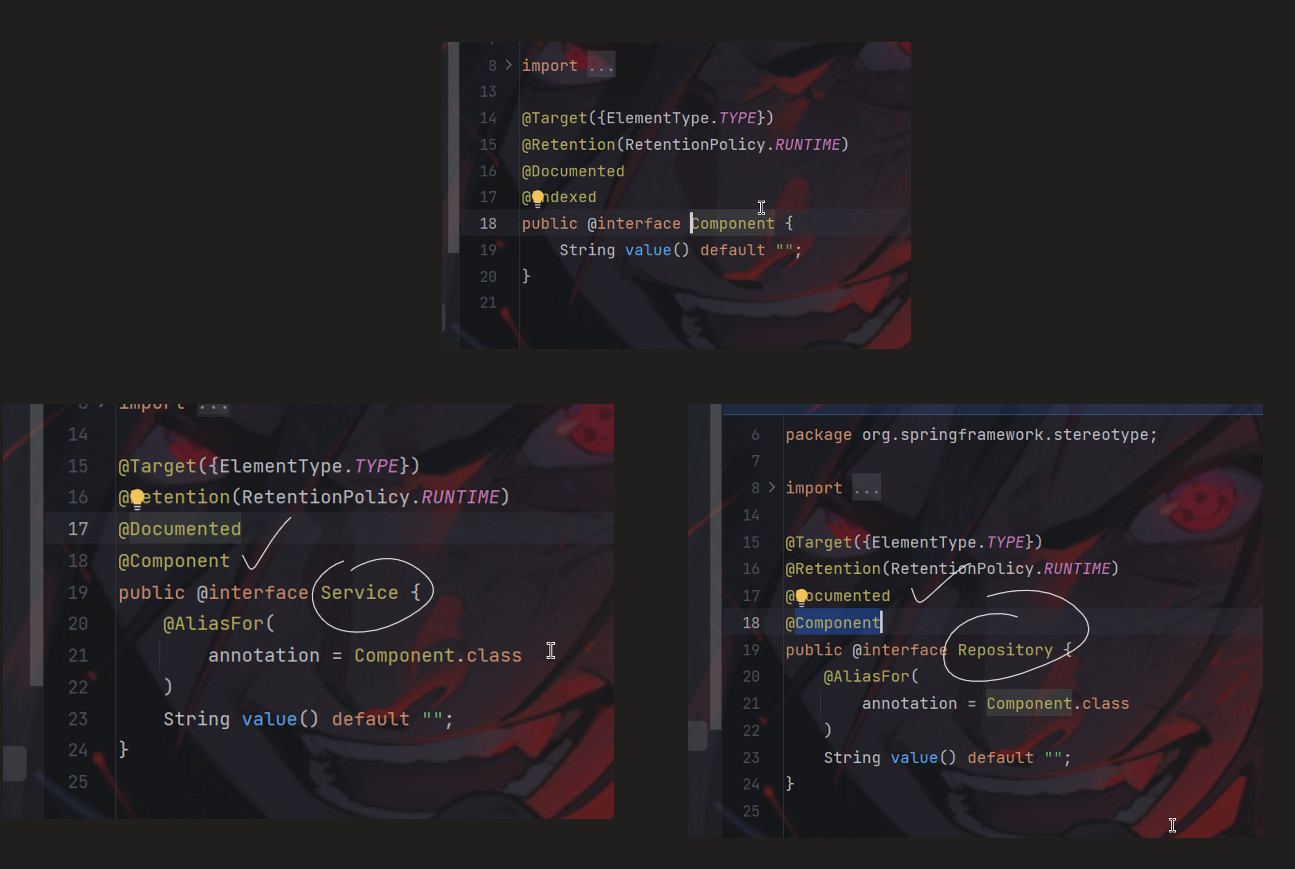 8 import ...
13
14 @Target({ElementType.TYPE})
15 @Retention(RetentionPolicy.RUNTIME)
16 @Documented
17 @Indexed
18 public @interface Component {
19 String value() default "";
20 }
21
import ...
14
15 @Target({ElementType.TYPE})
16 @Retention(RetentionPolicy.RUNTIME)
17 @Documented
18 @Component
19 public @interface Service {
20 @AliasFor(
21 annotation = Component.class
22 )
23 String value() default "";
24 }
25
6 package org.springframework.stereotype;
7
8 import ...
14
15 @Target({ElementType.TYPE})
16 @Retention(RetentionPolicy.RUNTIME)
17 @Documented
18 @Component
19 public @interface Repository {
20 @AliasFor(
21 annotation = Component.class
22 )
23 String value() default "";
24 }
25